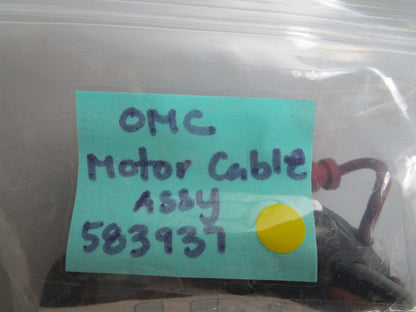 OMC
Motor Cable
ASSY
583937